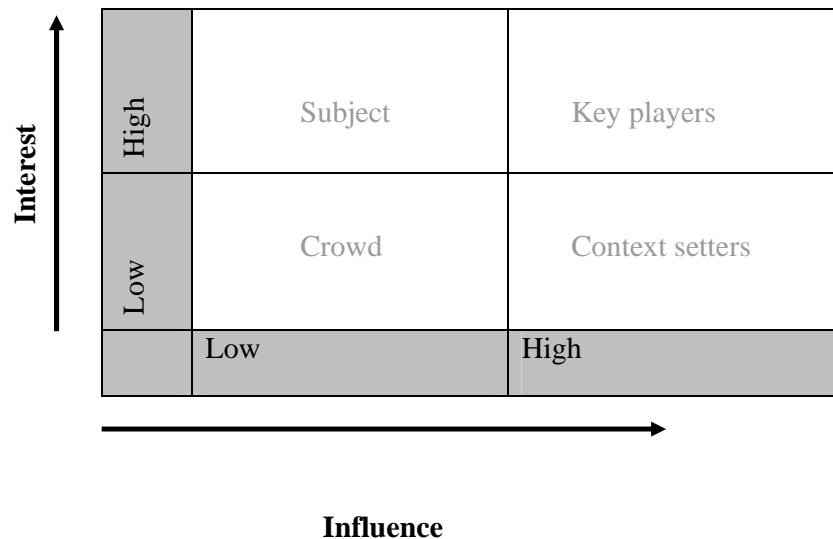 Interest
High
Subject
Key players
Low
Crowd
Context setters
Low
High
Influence